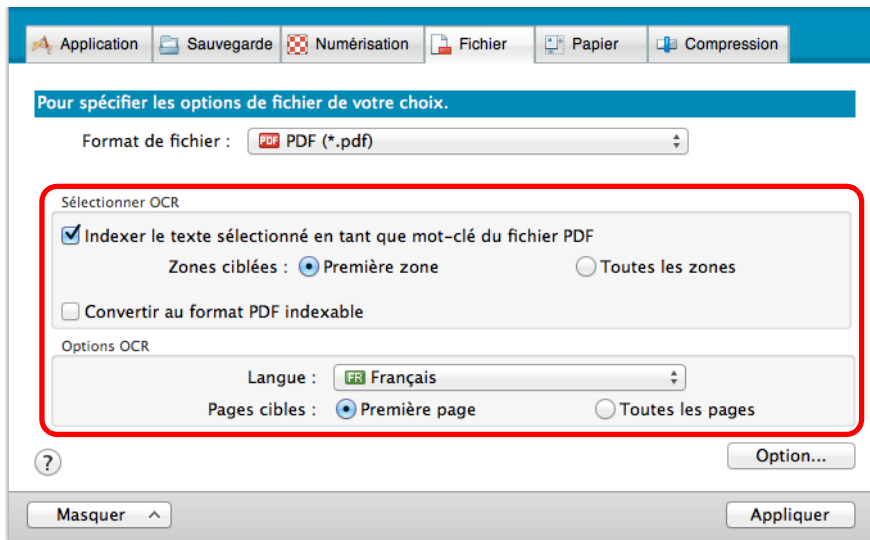 Application Sauvegarde Numérisation Fichier Papier Compression
Pour spécifier les options de fichier de votre choix.
Format de fichier : PDF PDF (*.pdf)
Sélectionner OCR
Indexer le texte sélectionné en tant que mot-clé du fichier PDF
Zones ciblées : Première zone Toutes les zones
Convertir au format PDF indexable
Options OCR
Langue : FR Français
Pages cibles : Première page Toutes les pages
? Option...
Masquer Appliquer